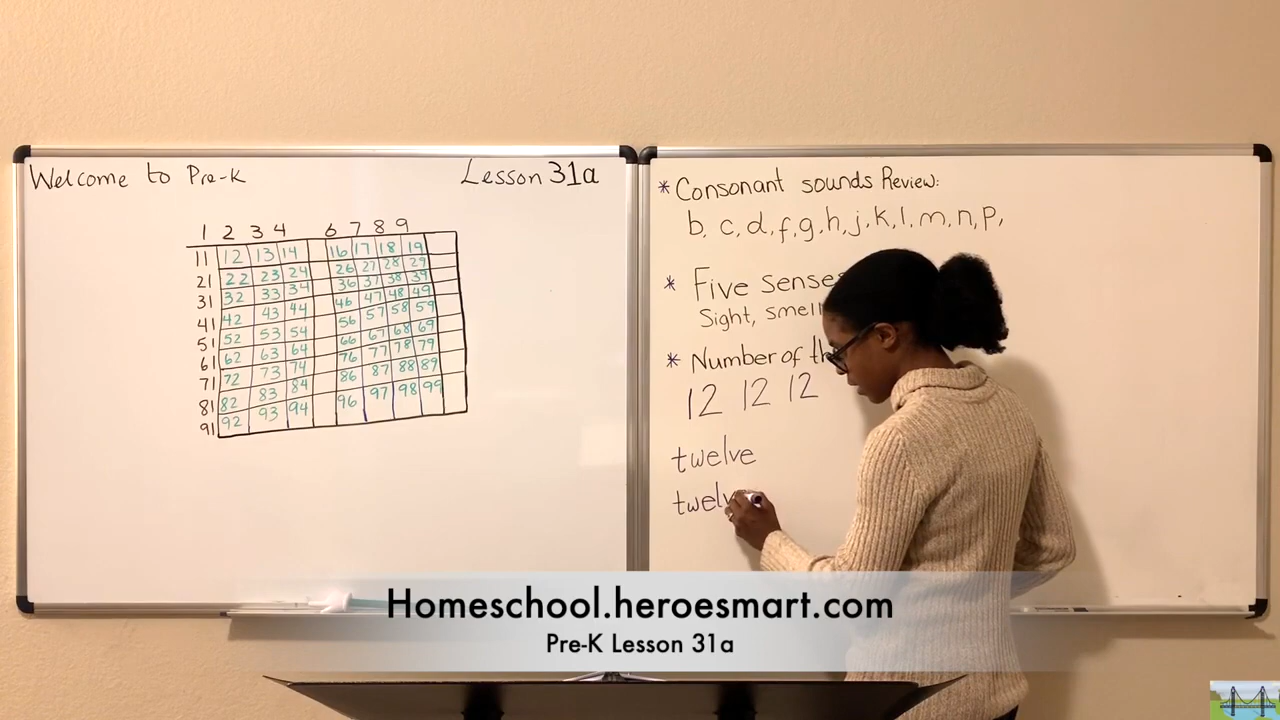 Welcome to Pre-K
Lesson 31a
1 2 3 4 6 7 8 9
11 12 13 14 16 17 18 19
21 22 23 24 26 27 28 29
31 32 33 34 36 37 38 39
41 42 43 44 46 47 48 49
51 52 53 54 56 57 58 59
61 62 63 64 66 67 68 69
71 72 73 74 76 77 78 79
81 82 83 84 86 87 88 89
91 92 93 94 96 97 98 99
* Consonant sounds Review:
b, c, d, f, g, h, j, k, l, m, n, p,
* Five Senses
Sight, smell
* Number of th
12 12 12
twelve
twelv
Homeschool.heroesmart.com
Pre-K Lesson 31a